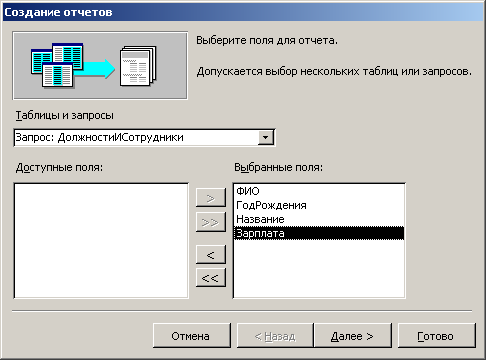 Создание отчетов
Выберите поля для отчета.
Допускается выбор нескольких таблиц или запросов.
Таблицы и запросы
Запрос: ДолжностиИСотрудники
Доступные поля:
Выбранные поля:
>
>>
<
<<
ФИО
ГодРождения
Название
Зарплата
Отмена
< Назад
Далее >
Готово